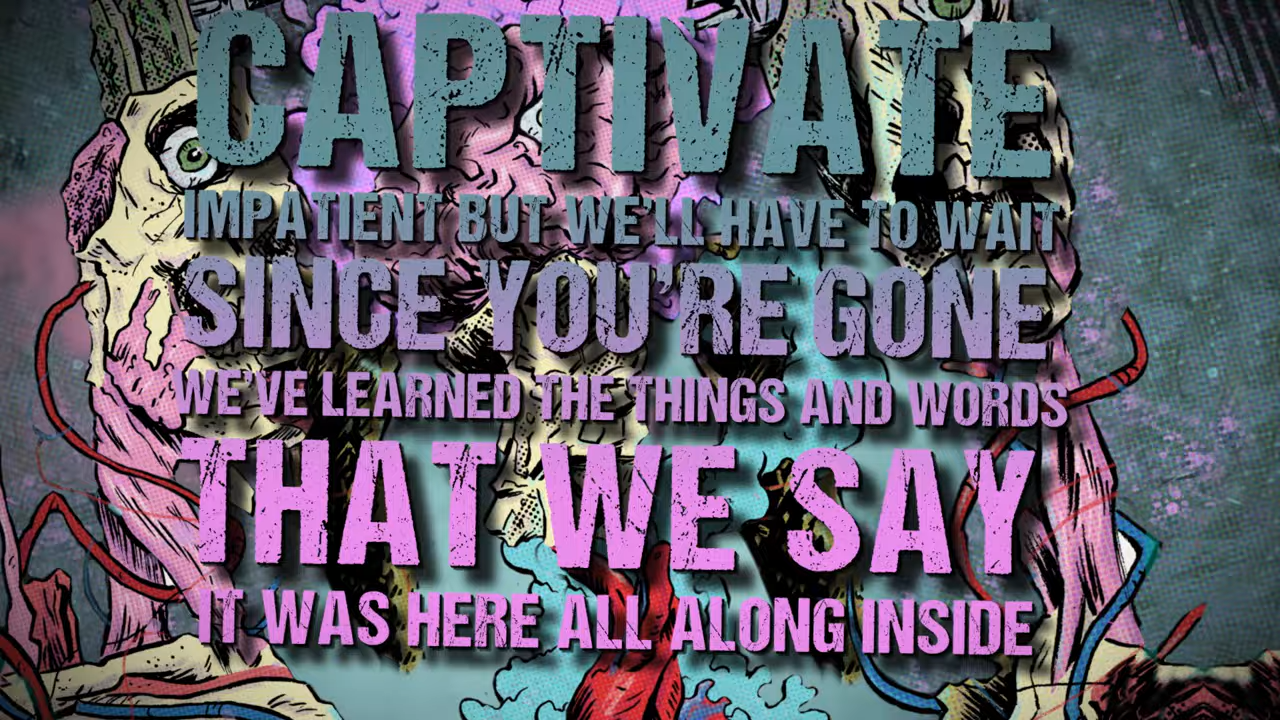 CAPTIVATE
IMPATIENT BUT WE'LL HAVE TO WAIT
SINCE YOU'RE GONE
WE'VE LEARNED THE THINGS AND WORDS
THAT WE SAY
IT WAS HERE ALL ALONG INSIDE